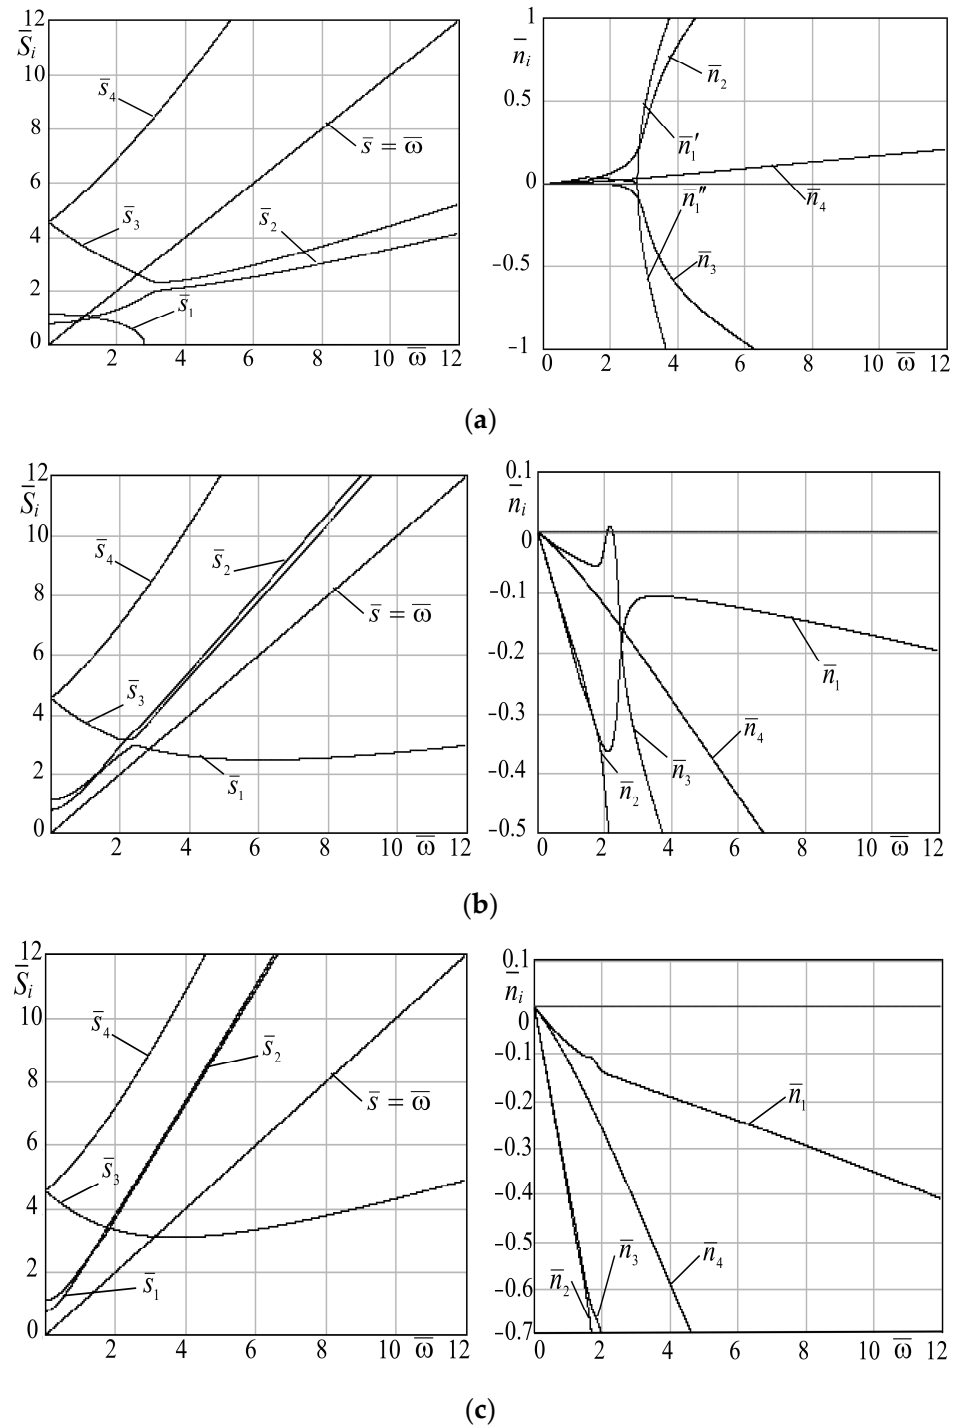 12
S̄ᵢ
10
8
6
4
2
0
s̄₄
s̄₃
s̄₂
s̄₁
s̄ = ω̄
2 4 6 8 10 ω̄ 12
1
n̄ᵢ
0.5
0
−0.5
−1
n̄₂
n̄₁′
n̄₁″
n̄₄
n̄₃
0 2 4 6 8 10 ω̄ 12
(a)
12
S̄ᵢ
10
8
6
4
2
0
s̄₄
s̄₂
s̄ = ω̄
s̄₃
s̄₁
2 4 6 8 10 ω̄ 12
0.1
n̄ᵢ
0
−0.1
−0.2
−0.3
−0.4
−0.5
n̄₁
n̄₄
n̄₃
n̄₂
0 2 4 6 8 10 ω̄ 12
(b)
12
S̄ᵢ
10
8
6
4
2
0
s̄₄
s̄₂
s̄ = ω̄
s̄₃
s̄₁
2 4 6 8 10 ω̄ 12
0.1
n̄ᵢ
0
−0.1
−0.2
−0.3
−0.4
−0.5
−0.6
−0.7
n̄₁
n̄₃
n̄₄
n̄₂
0 2 4 6 8 10 ω̄ 12
(c)